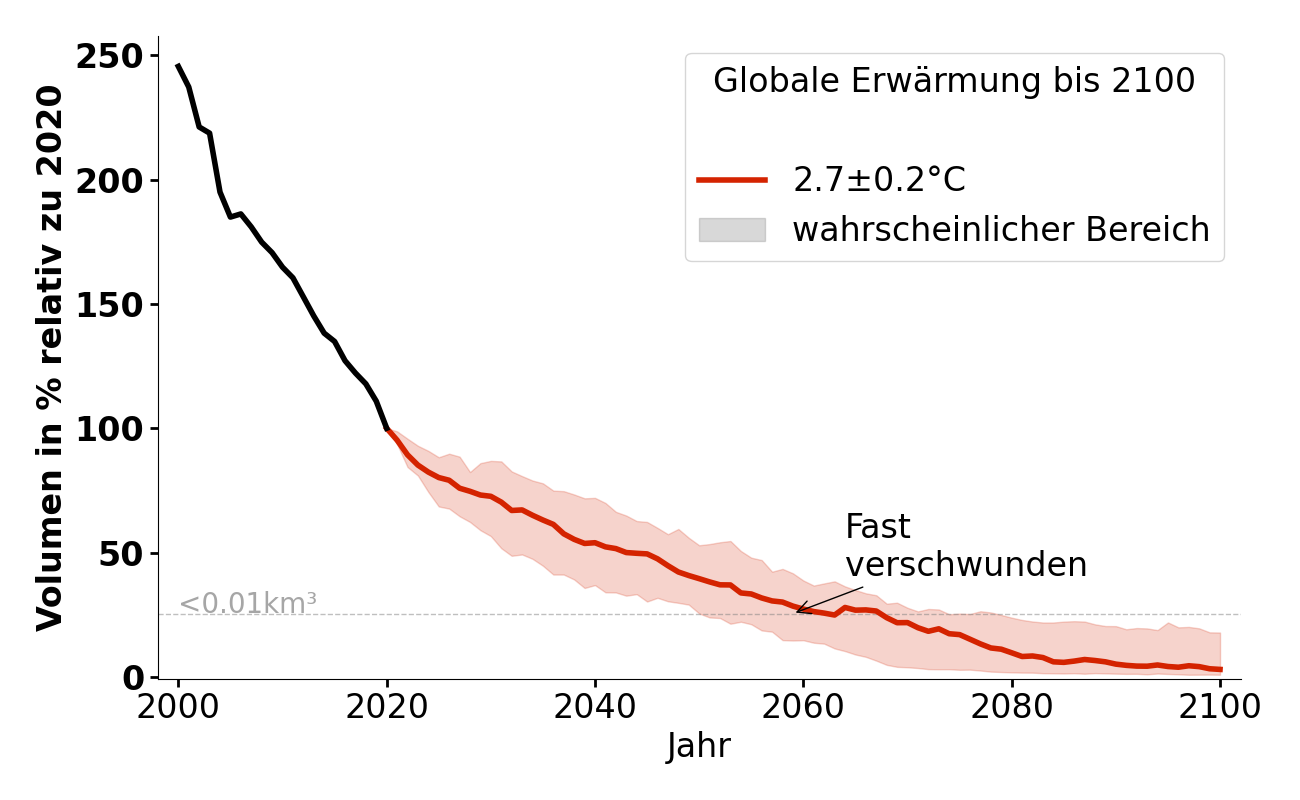 Volumen in % relativ zu 2020
250
200
150
100
50
0
Globale Erwärmung bis 2100
2.7±0.2°C
wahrscheinlicher Bereich
Fast
verschwunden
<0.01km³
2000
2020
2040
2060
2080
2100
Jahr